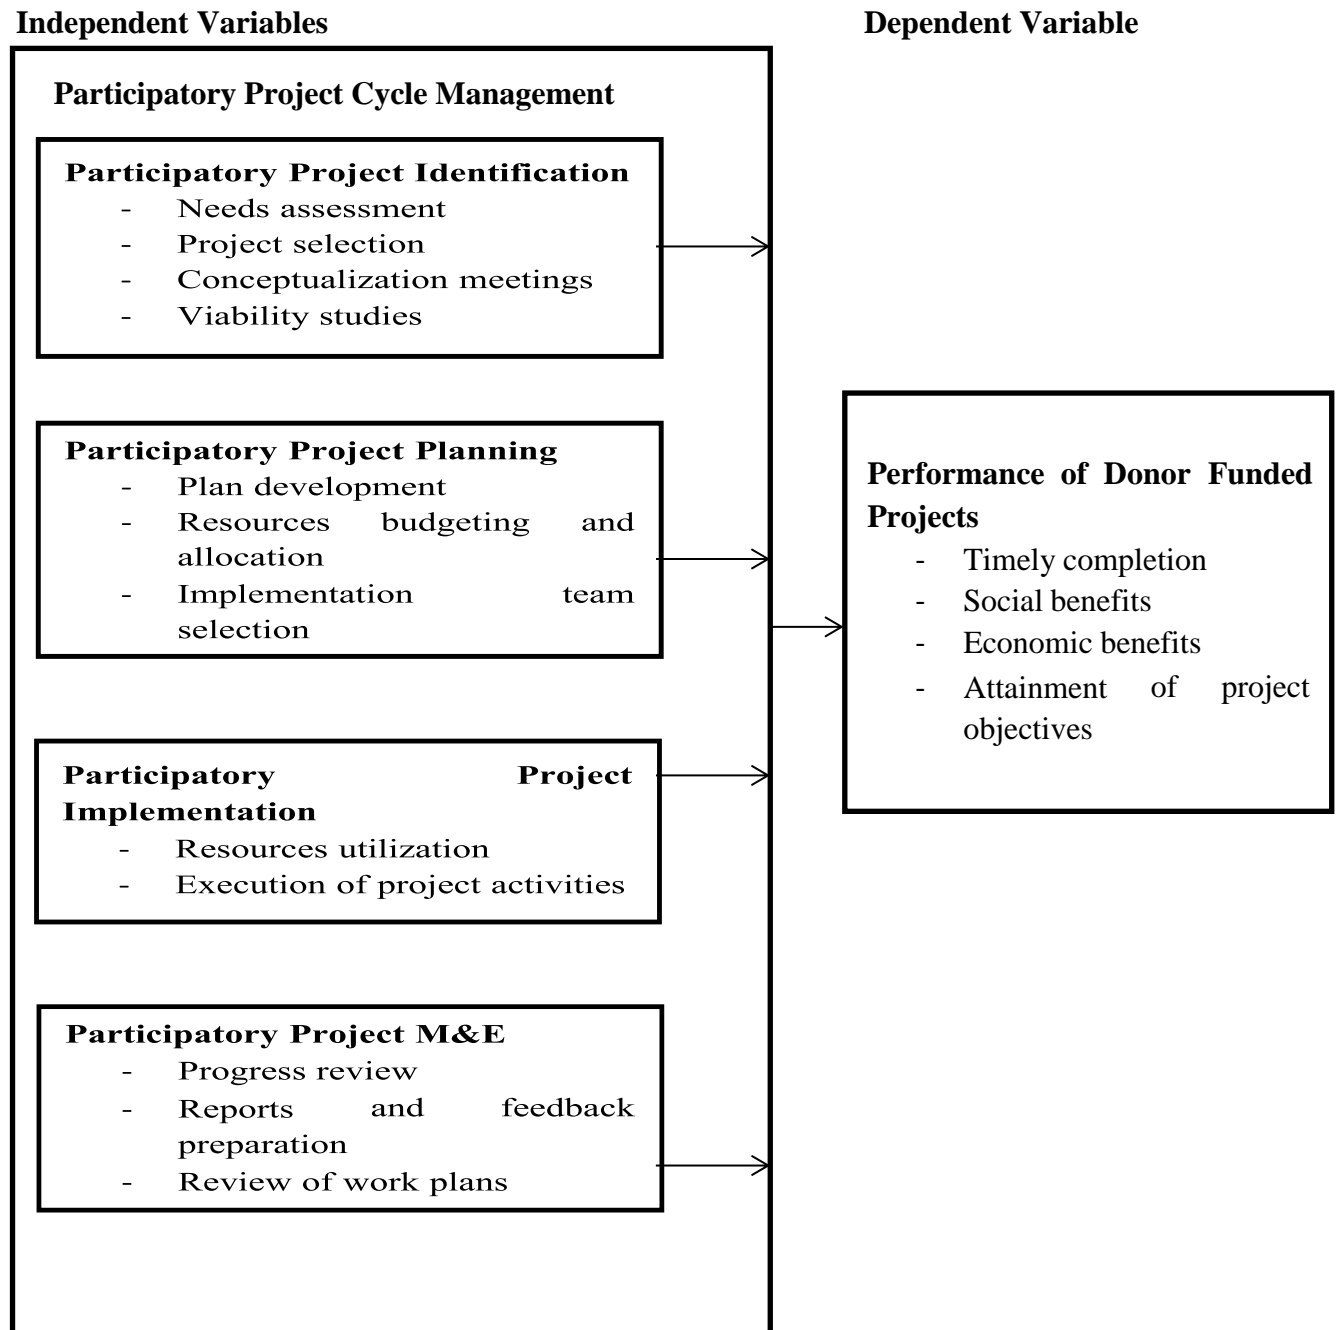 Independent Variables
Dependent Variable
Participatory Project Cycle Management
Participatory Project Identification
- Needs assessment
- Project selection
- Conceptualization meetings
- Viability studies
Participatory Project Planning
- Plan development
- Resources budgeting and
allocation
- Implementation team
selection
Participatory Project
Implementation
- Resources utilization
- Execution of project activities
Participatory Project M&E
- Progress review
- Reports and feedback
preparation
- Review of work plans
Performance of Donor Funded
Projects
- Timely completion
- Social benefits
- Economic benefits
- Attainment of project
objectives